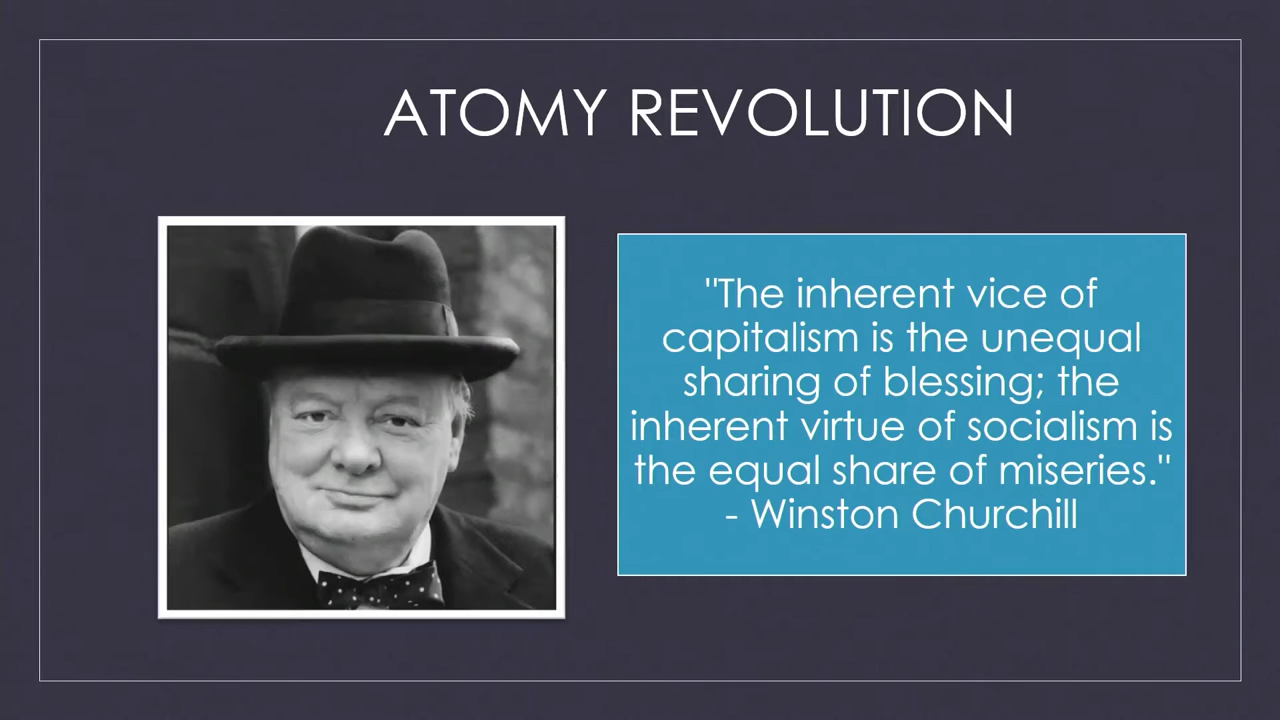 ATOMY REVOLUTION
"The inherent vice of
capitalism is the unequal
sharing of blessing; the
inherent virtue of socialism is
the equal share of miseries."
- Winston Churchill